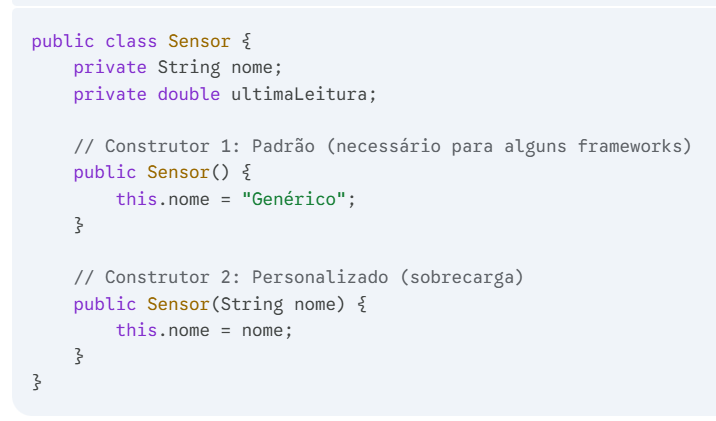 public class Sensor {
    private String nome;
    private double ultimaLeitura;

    // Construtor 1: Padrão (necessário para alguns frameworks)
    public Sensor() {
        this.nome = "Genérico";
    }

    // Construtor 2: Personalizado (sobrecarga)
    public Sensor(String nome) {
        this.nome = nome;
    }
}